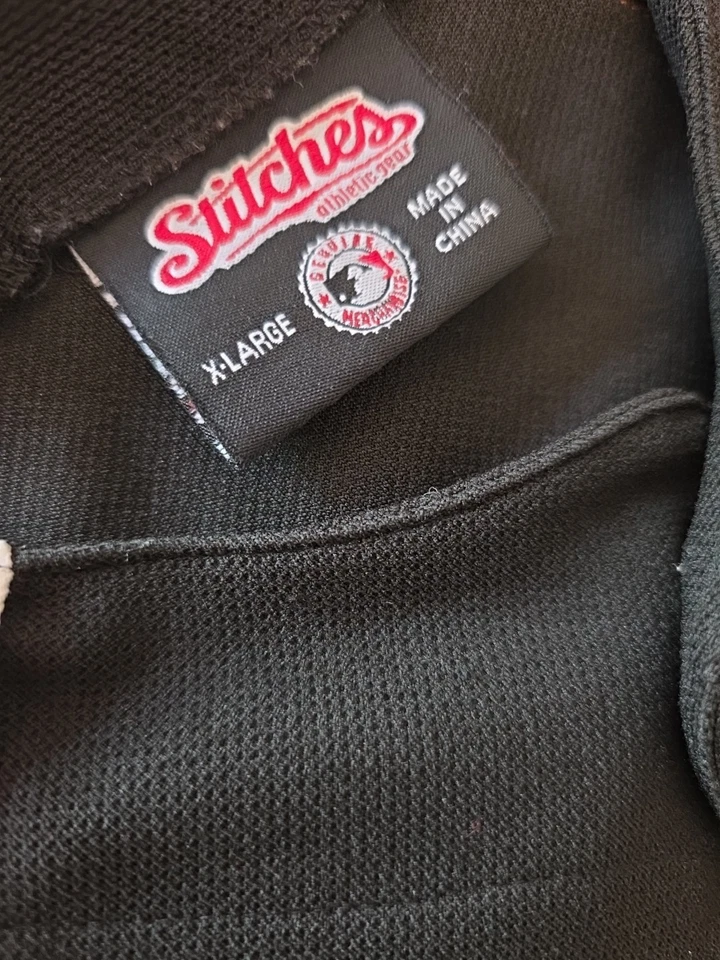 Stitches
athletic gear
MADE
IN
CHINA
GENUINE
MERCHANDISE
X-LARGE